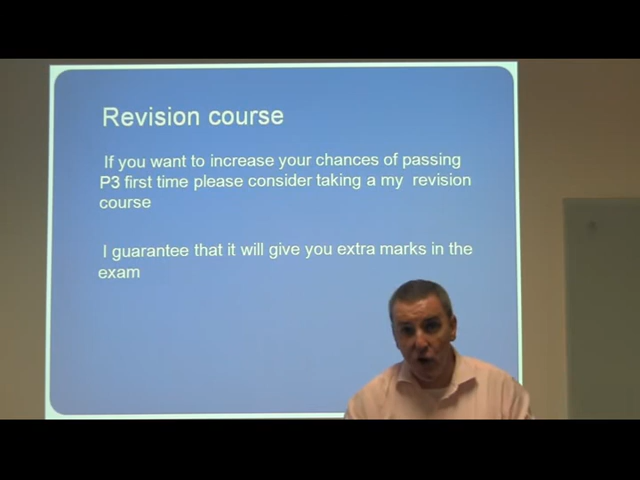 Revision course
If you want to increase your chances of passing
P3 first time please consider taking a my revision
course
I guarantee that it will give you extra marks in the
exam